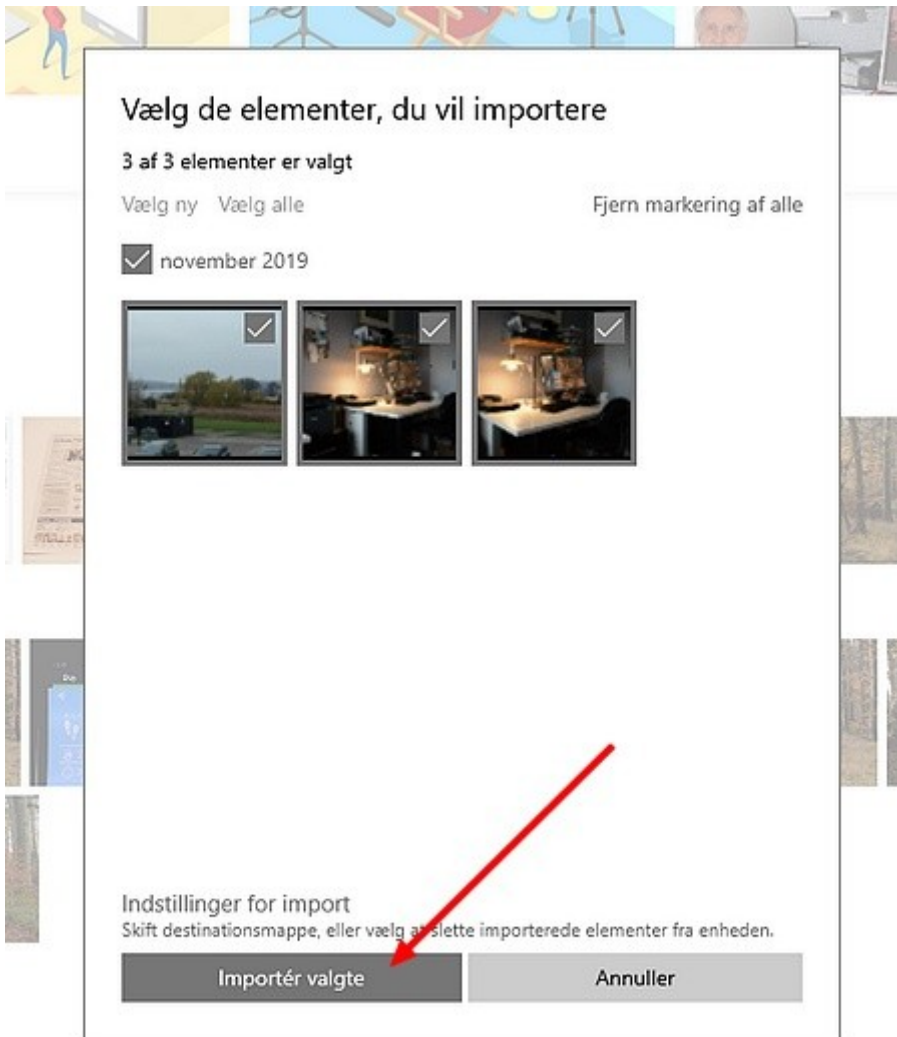 Vælg de elementer, du vil importere
3 af 3 elementer er valgt
Vælg ny Vælg alle Fjern markering af alle
november 2019
Indstillinger for import
Skift destinationsmappe, eller vælg at slette importerede elementer fra enheden.
Importér valgte Annuller